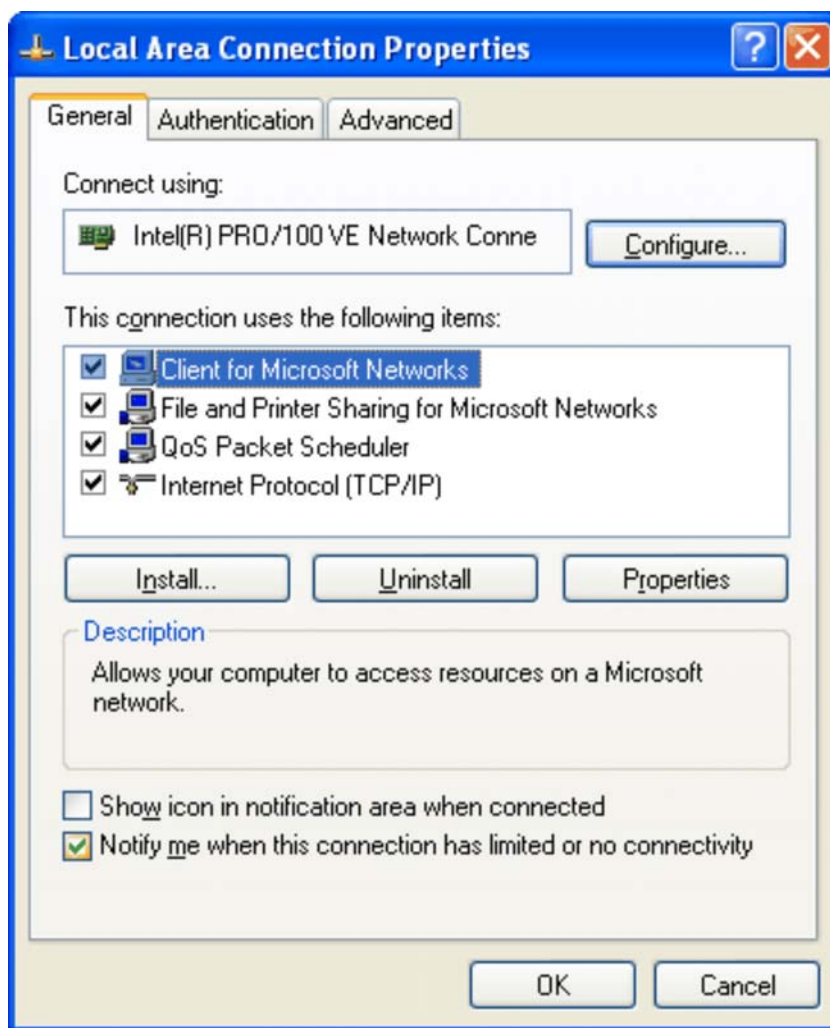 Local Area Connection Properties
General Authentication Advanced
Connect using:
Intel(R) PRO/100 VE Network Conne
Configure...
This connection uses the following items:
Client for Microsoft Networks
File and Printer Sharing for Microsoft Networks
QoS Packet Scheduler
Internet Protocol (TCP/IP)
Install... Uninstall Properties
Description
Allows your computer to access resources on a Microsoft
network.
Show icon in notification area when connected
Notify me when this connection has limited or no connectivity
OK Cancel